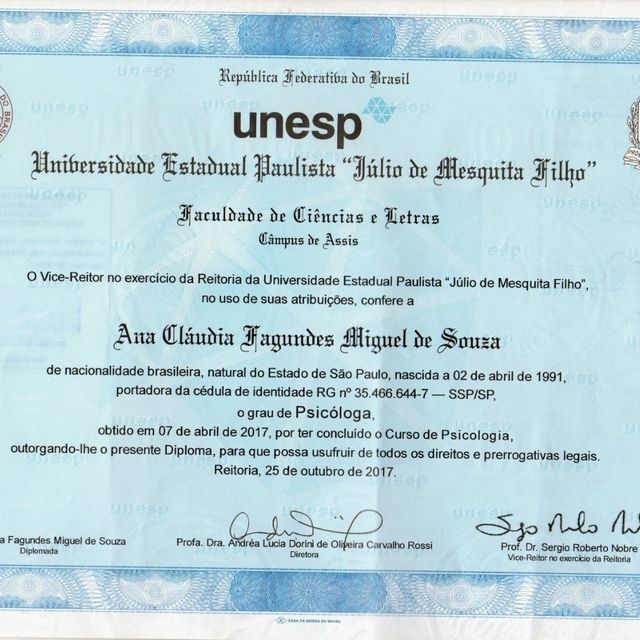 República Federativa do Brasil
unesp
Universidade Estadual Paulista "Júlio de Mesquita Filho"
Faculdade de Ciências e Letras
Câmpus de Assis
O Vice-Reitor no exercício da Reitoria da Universidade Estadual Paulista "Júlio de Mesquita Filho",
no uso de suas atribuições, confere a
Ana Cláudia Fagundes Miguel de Souza
de nacionalidade brasileira, natural do Estado de São Paulo, nascida a 02 de abril de 1991,
portadora da cédula de identidade RG nº 35.466.644-7 — SSP/SP,
o grau de Psicóloga,
obtido em 07 de abril de 2017, por ter concluído o Curso de Psicologia,
outorgando-lhe o presente Diploma, para que possa usufruir de todos os direitos e prerrogativas legais.
Reitoria, 25 de outubro de 2017.
a Fagundes Miguel de Souza
Diplomada
Profa. Dra. Andréa Lúcia Dorini de Oliveira Carvalho Rossi
Diretora
Prof. Dr. Sergio Roberto Nobre
Vice-Reitor no exercício da Reitoria
CASA DA MOEDA DO BRASIL